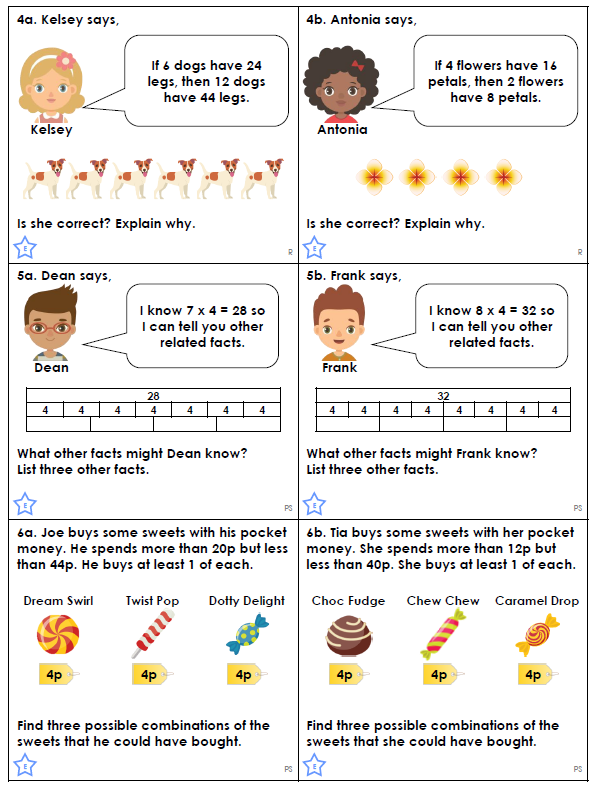 4a. Kelsey says,
If 6 dogs have 24
legs, then 12 dogs
have 44 legs.
Kelsey
Is she correct? Explain why.
E
R
4b. Antonia says,
If 4 flowers have 16
petals, then 2 flowers
have 8 petals.
Antonia
Is she correct? Explain why.
E
R
5a. Dean says,
I know 7 x 4 = 28 so
I can tell you other
related facts.
Dean
28
4 4 4 4 4 4 4
What other facts might Dean know?
List three other facts.
E
PS
5b. Frank says,
I know 8 x 4 = 32 so
I can tell you other
related facts.
Frank
32
4 4 4 4 4 4 4 4
What other facts might Frank know?
List three other facts.
E
PS
6a. Joe buys some sweets with his pocket
money. He spends more than 20p but less
than 44p. He buys at least 1 of each.
Dream Swirl Twist Pop Dotty Delight
4p 4p 4p
Find three possible combinations of the
sweets that he could have bought.
E
PS
6b. Tia buys some sweets with her pocket
money. She spends more than 12p but
less than 40p. She buys at least 1 of each.
Choc Fudge Chew Chew Caramel Drop
4p 4p 4p
Find three possible combinations of the
sweets that she could have bought.
E
PS